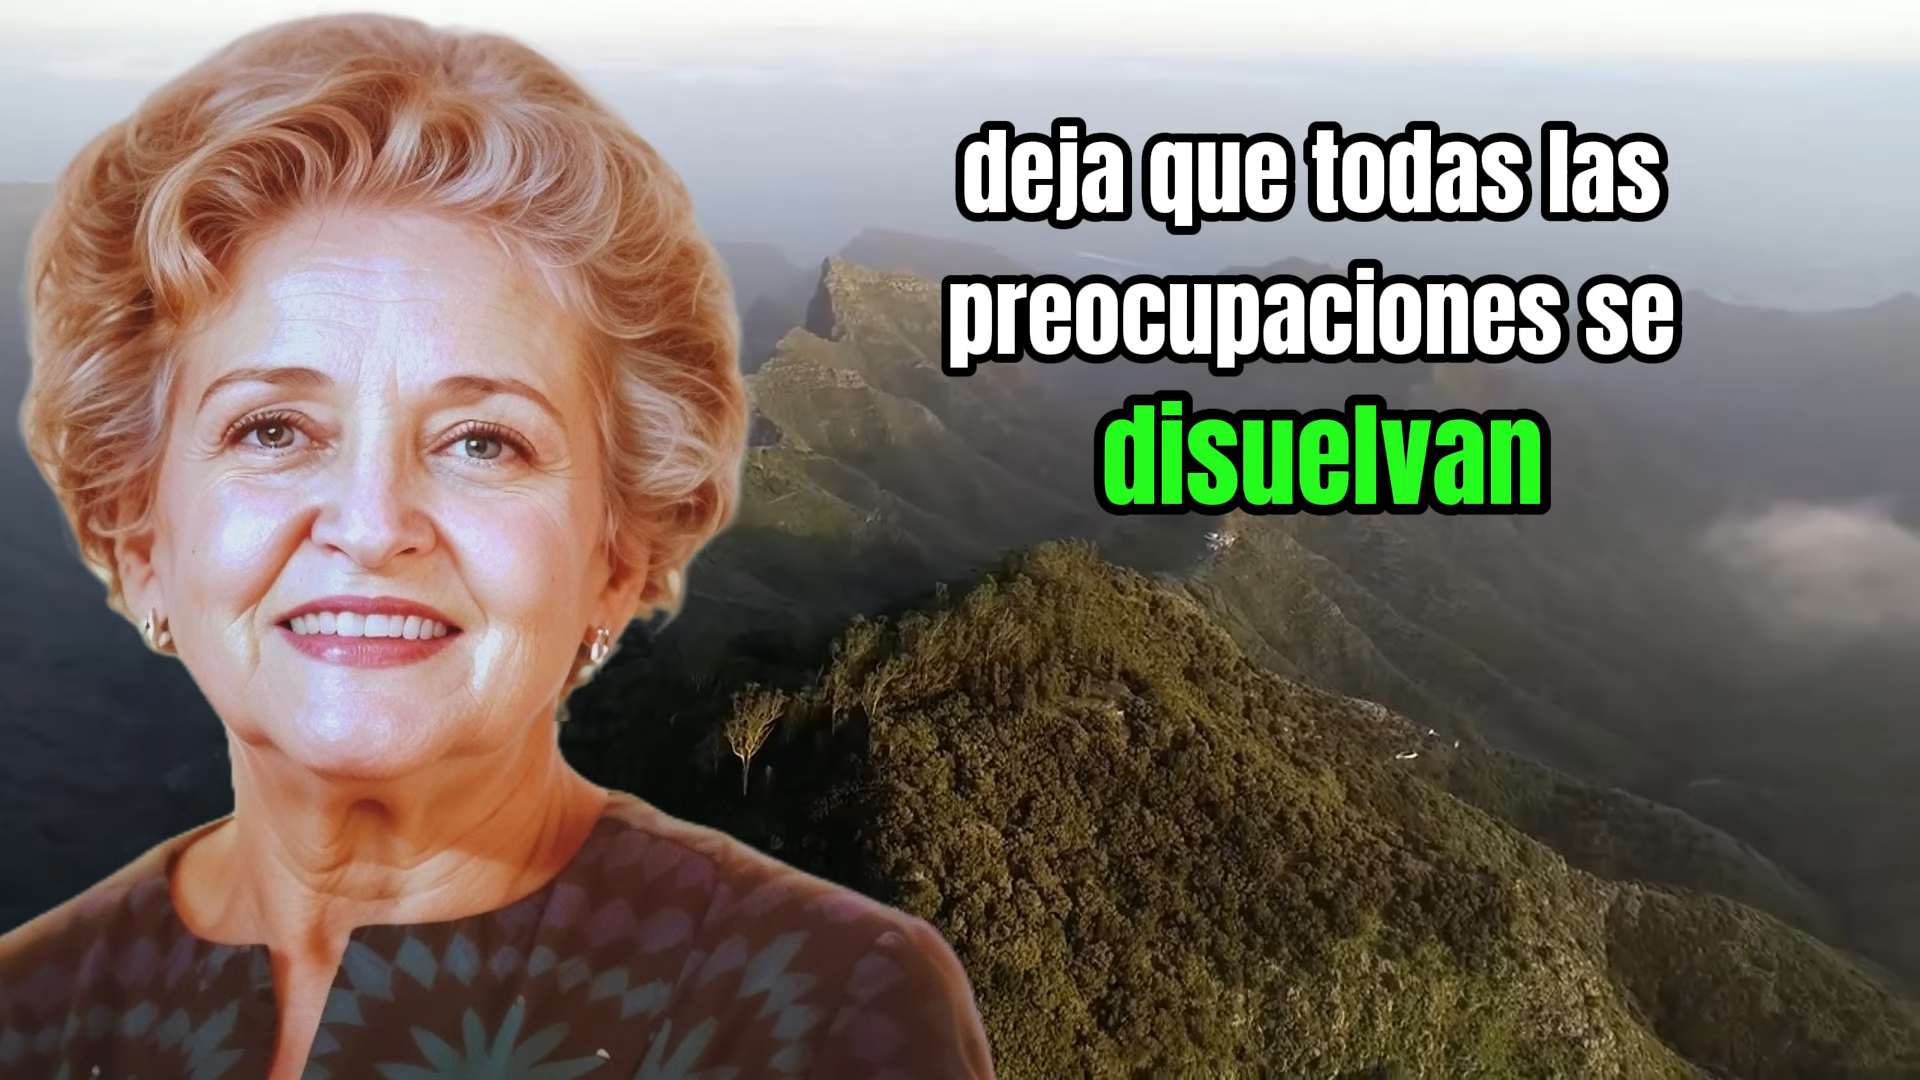 deja que todas las
preocupaciones se
disuelvan